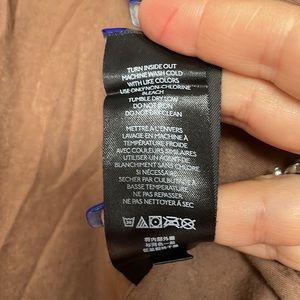 TURN INSIDE OUT
MACHINE WASH COLD
WITH LIKE COLORS
USE ONLY NON-CHLORINE
BLEACH
TUMBLE DRY LOW
DO NOT IRON
DO NOT DRY CLEAN
METTRE À L'ENVERS
LAVAGE EN MACHINE À
TEMPÉRATURE FROIDE
AVEC COULEURS SIMILAIRES
UTILISER UN AGENT DE
BLANCHIMENT SANS CHLORE
SI NÉCESSAIRE
SECHER PAR CULBUTAGE À
BASSE TEMPÉRATURE
NE PAS REPASSER
NE PAS NETTOYER À SEC
30